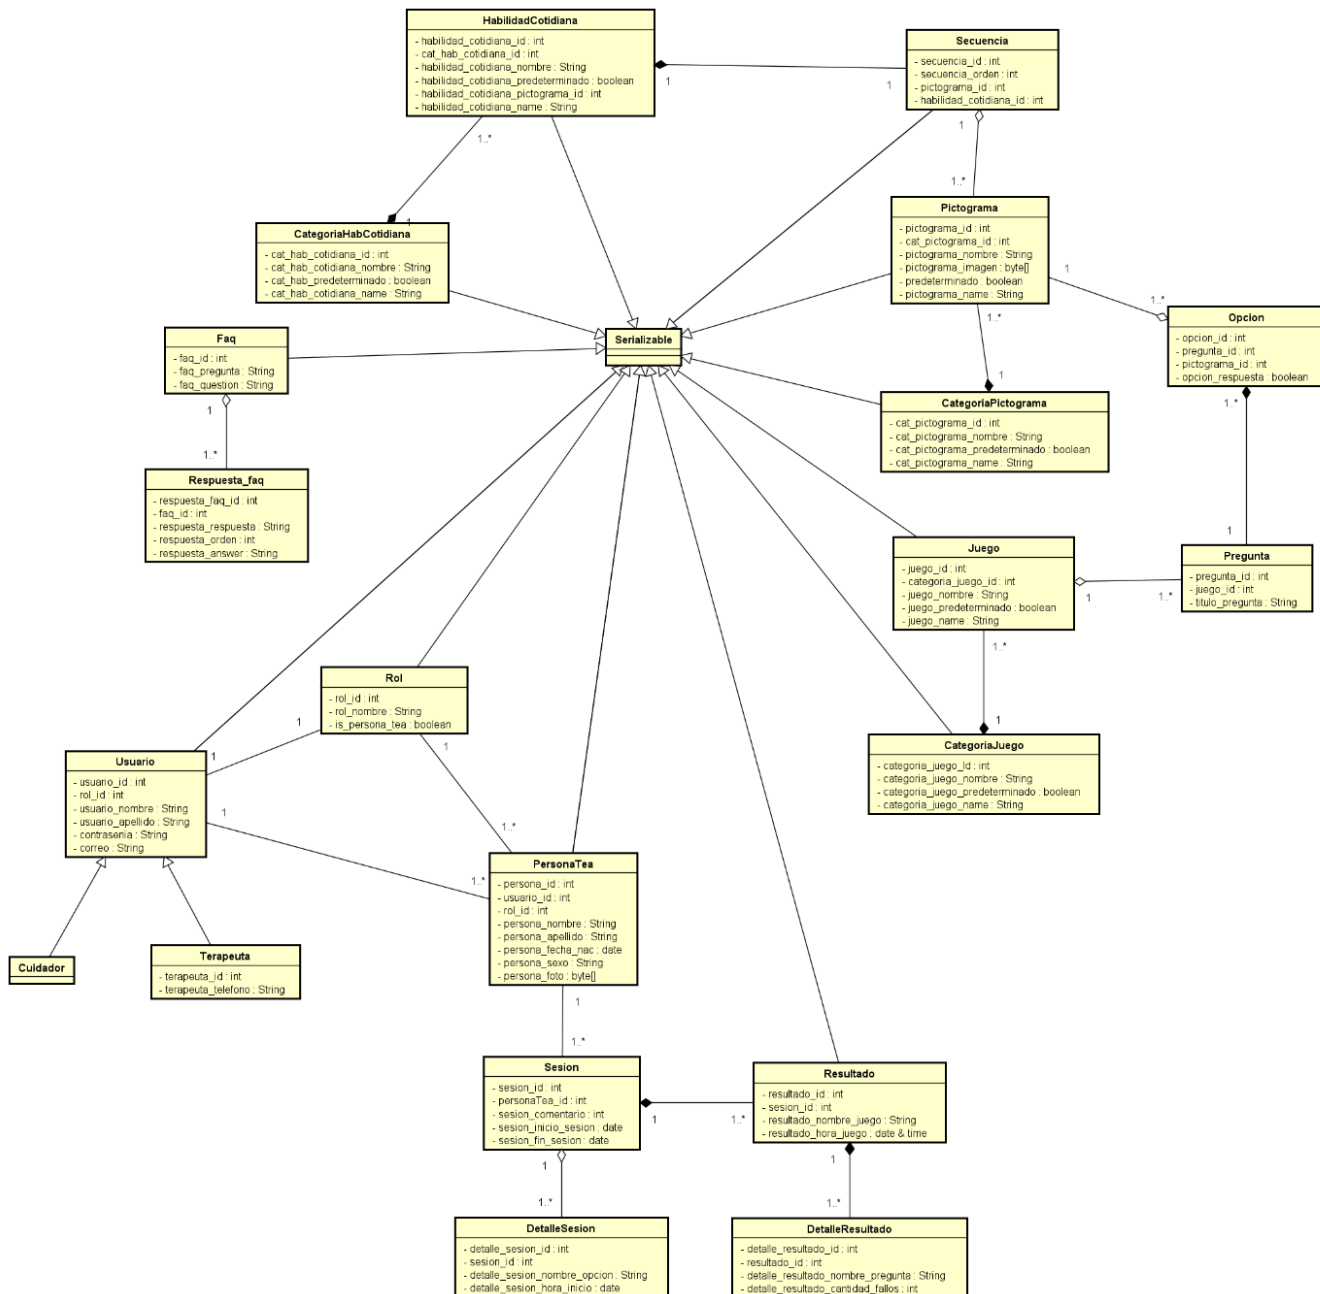 HabilidadCotidiana
- habilidad_cotidiana_id : int
- cat_hab_cotidiana_id : int
- habilidad_cotidiana_nombre : String
- habilidad_cotidiana_predeterminado : boolean
- habilidad_cotidiana_pictograma_id : int
- habilidad_cotidiana_name : String
1
1
Secuencia
- secuencia_id : int
- secuencia_orden : int
- pictograma_id : int
- habilidad_cotidiana_id : int
1..*
1
1
1..*
CategoriaHabCotidiana
- cat_hab_cotidiana_id : int
- cat_hab_cotidiana_nombre : String
- cat_hab_predeterminado : boolean
- cat_hab_cotidiana_name : String
Pictograma
- pictograma_id : int
- cat_pictograma_id : int
- pictograma_nombre : String
- pictograma_imagen : byte[]
- predeterminado : boolean
- pictograma_name : String
1
1..*
1..*
1
Opcion
- opcion_id : int
- pregunta_id : int
- pictograma_id : int
- opcion_respuesta : boolean
1..*
1
Faq
- faq_id : int
- faq_pregunta : String
- faq_question : String
1
1..*
Serializable
CategoriaPictograma
- cat_pictograma_id : int
- cat_pictograma_nombre : String
- cat_pictograma_predeterminado : boolean
- cat_pictograma_name : String
Respuesta_faq
- respuesta_faq_id : int
- faq_id : int
- respuesta_respuesta : String
- respuesta_orden : int
- respuesta_answer : String
Juego
- juego_id : int
- categoria_juego_id : int
- juego_nombre : String
- juego_predeterminado : boolean
- juego_name : String
1
1..*
Pregunta
- pregunta_id : int
- juego_id : int
- titulo_pregunta : String
1..*
1
Rol
- rol_id : int
- rol_nombre : String
- is_persona_tea : boolean
1
1
1
1..*
CategoriaJuego
- categoria_juego_Id : int
- categoria_juego_nombre : String
- categoria_juego_predeterminado : boolean
- categoria_juego_name : String
Usuario
- usuario_id : int
- rol_id : int
- usuario_nombre : String
- usuario_apellido : String
- contrasenia : String
- correo : String
1
1..*
PersonaTea
- persona_id : int
- usuario_id : int
- rol_id : int
- persona_nombre : String
- persona_apellido : String
- persona_fecha_nac : date
- persona_sexo : String
- persona_foto : byte[]
Cuidador
Terapeuta
- terapeuta_id : int
- terapeuta_telefono : String
1
1..*
Sesion
- sesion_id : int
- personaTea_id : int
- sesion_comentario : int
- sesion_inicio_sesion : date
- sesion_fin_sesion : date
1
1..*
Resultado
- resultado_id : int
- sesion_id : int
- resultado_nombre_juego : String
- resultado_hora_juego : date & time
1
1..*
1
1..*
DetalleSesion
- detalle_sesion_id : int
- sesion_id : int
- detalle_sesion_nombre_opcion : String
- detalle_sesion_hora_inicio : date
DetalleResultado
- detalle_resultado_id : int
- resultado_id : int
- detalle_resultado_nombre_pregunta : String
- detalle_resultado_cantidad_fallos : int